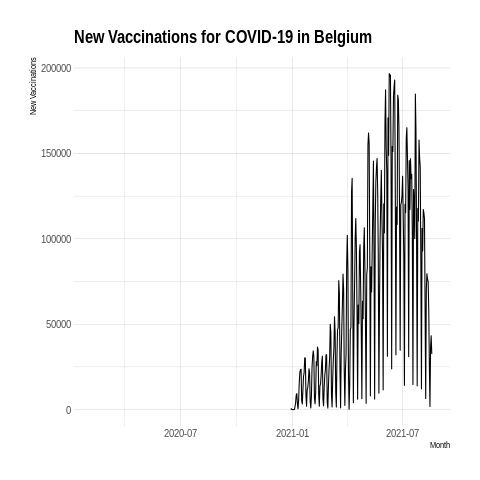 New Vaccinations for COVID-19 in Belgium
New Vaccinations
200000
150000
100000
50000
0
2020-07 2021-01 2021-07
Month